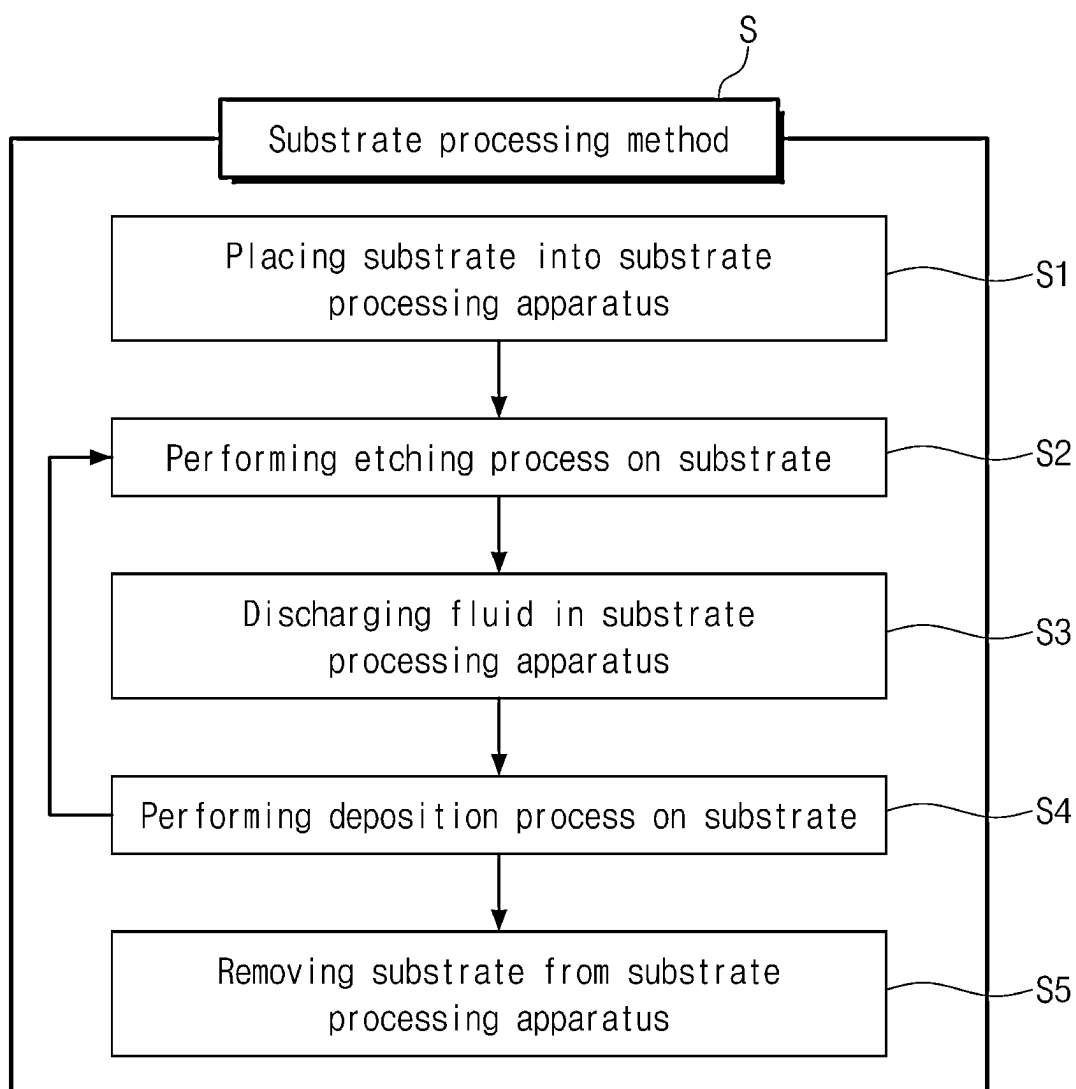 S
Substrate processing method
Placing substrate into substrate
processing apparatus
S1
Performing etching process on substrate
S2
Discharging fluid in substrate
processing apparatus
S3
Performing deposition process on substrate
S4
Removing substrate from substrate
processing apparatus
S5